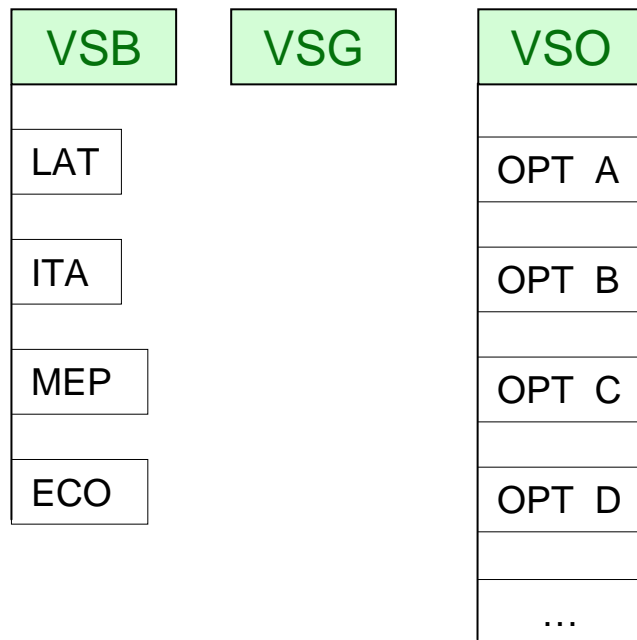 VSB
LAT
ITA
MEP
ECO
VSG
VSO
OPT A
OPT B
OPT C
OPT D
...